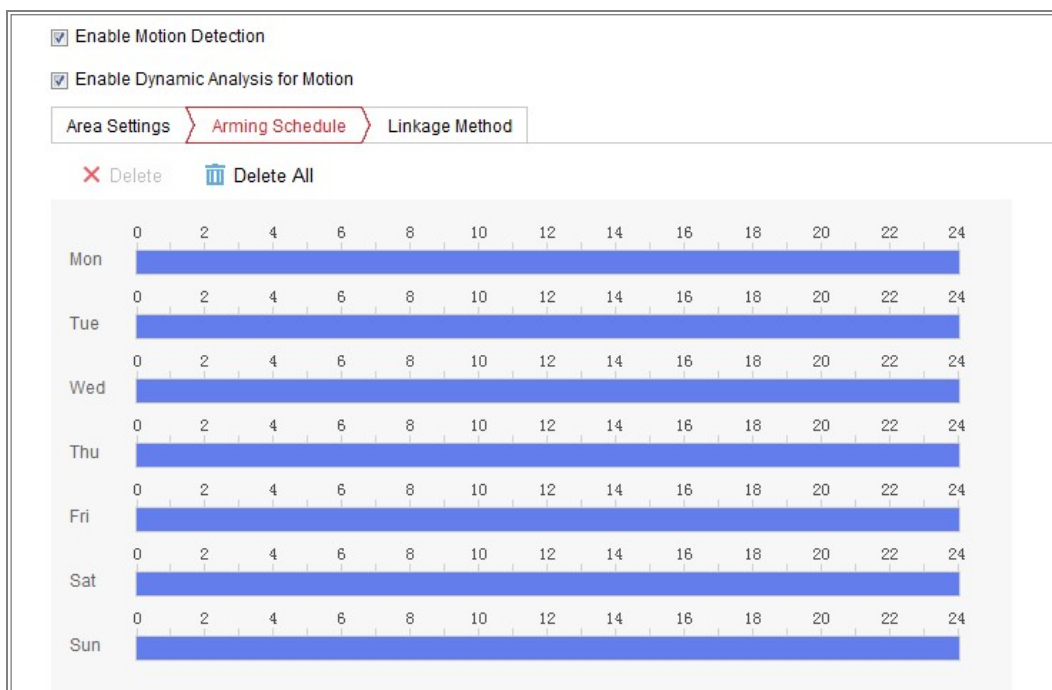 Enable Motion Detection
Enable Dynamic Analysis for Motion
Area Settings Arming Schedule Linkage Method
Delete Delete All
0 2 4 6 8 10 12 14 16 18 20 22 24
Mon
0 2 4 6 8 10 12 14 16 18 20 22 24
Tue
0 2 4 6 8 10 12 14 16 18 20 22 24
Wed
0 2 4 6 8 10 12 14 16 18 20 22 24
Thu
0 2 4 6 8 10 12 14 16 18 20 22 24
Fri
0 2 4 6 8 10 12 14 16 18 20 22 24
Sat
0 2 4 6 8 10 12 14 16 18 20 22 24
Sun